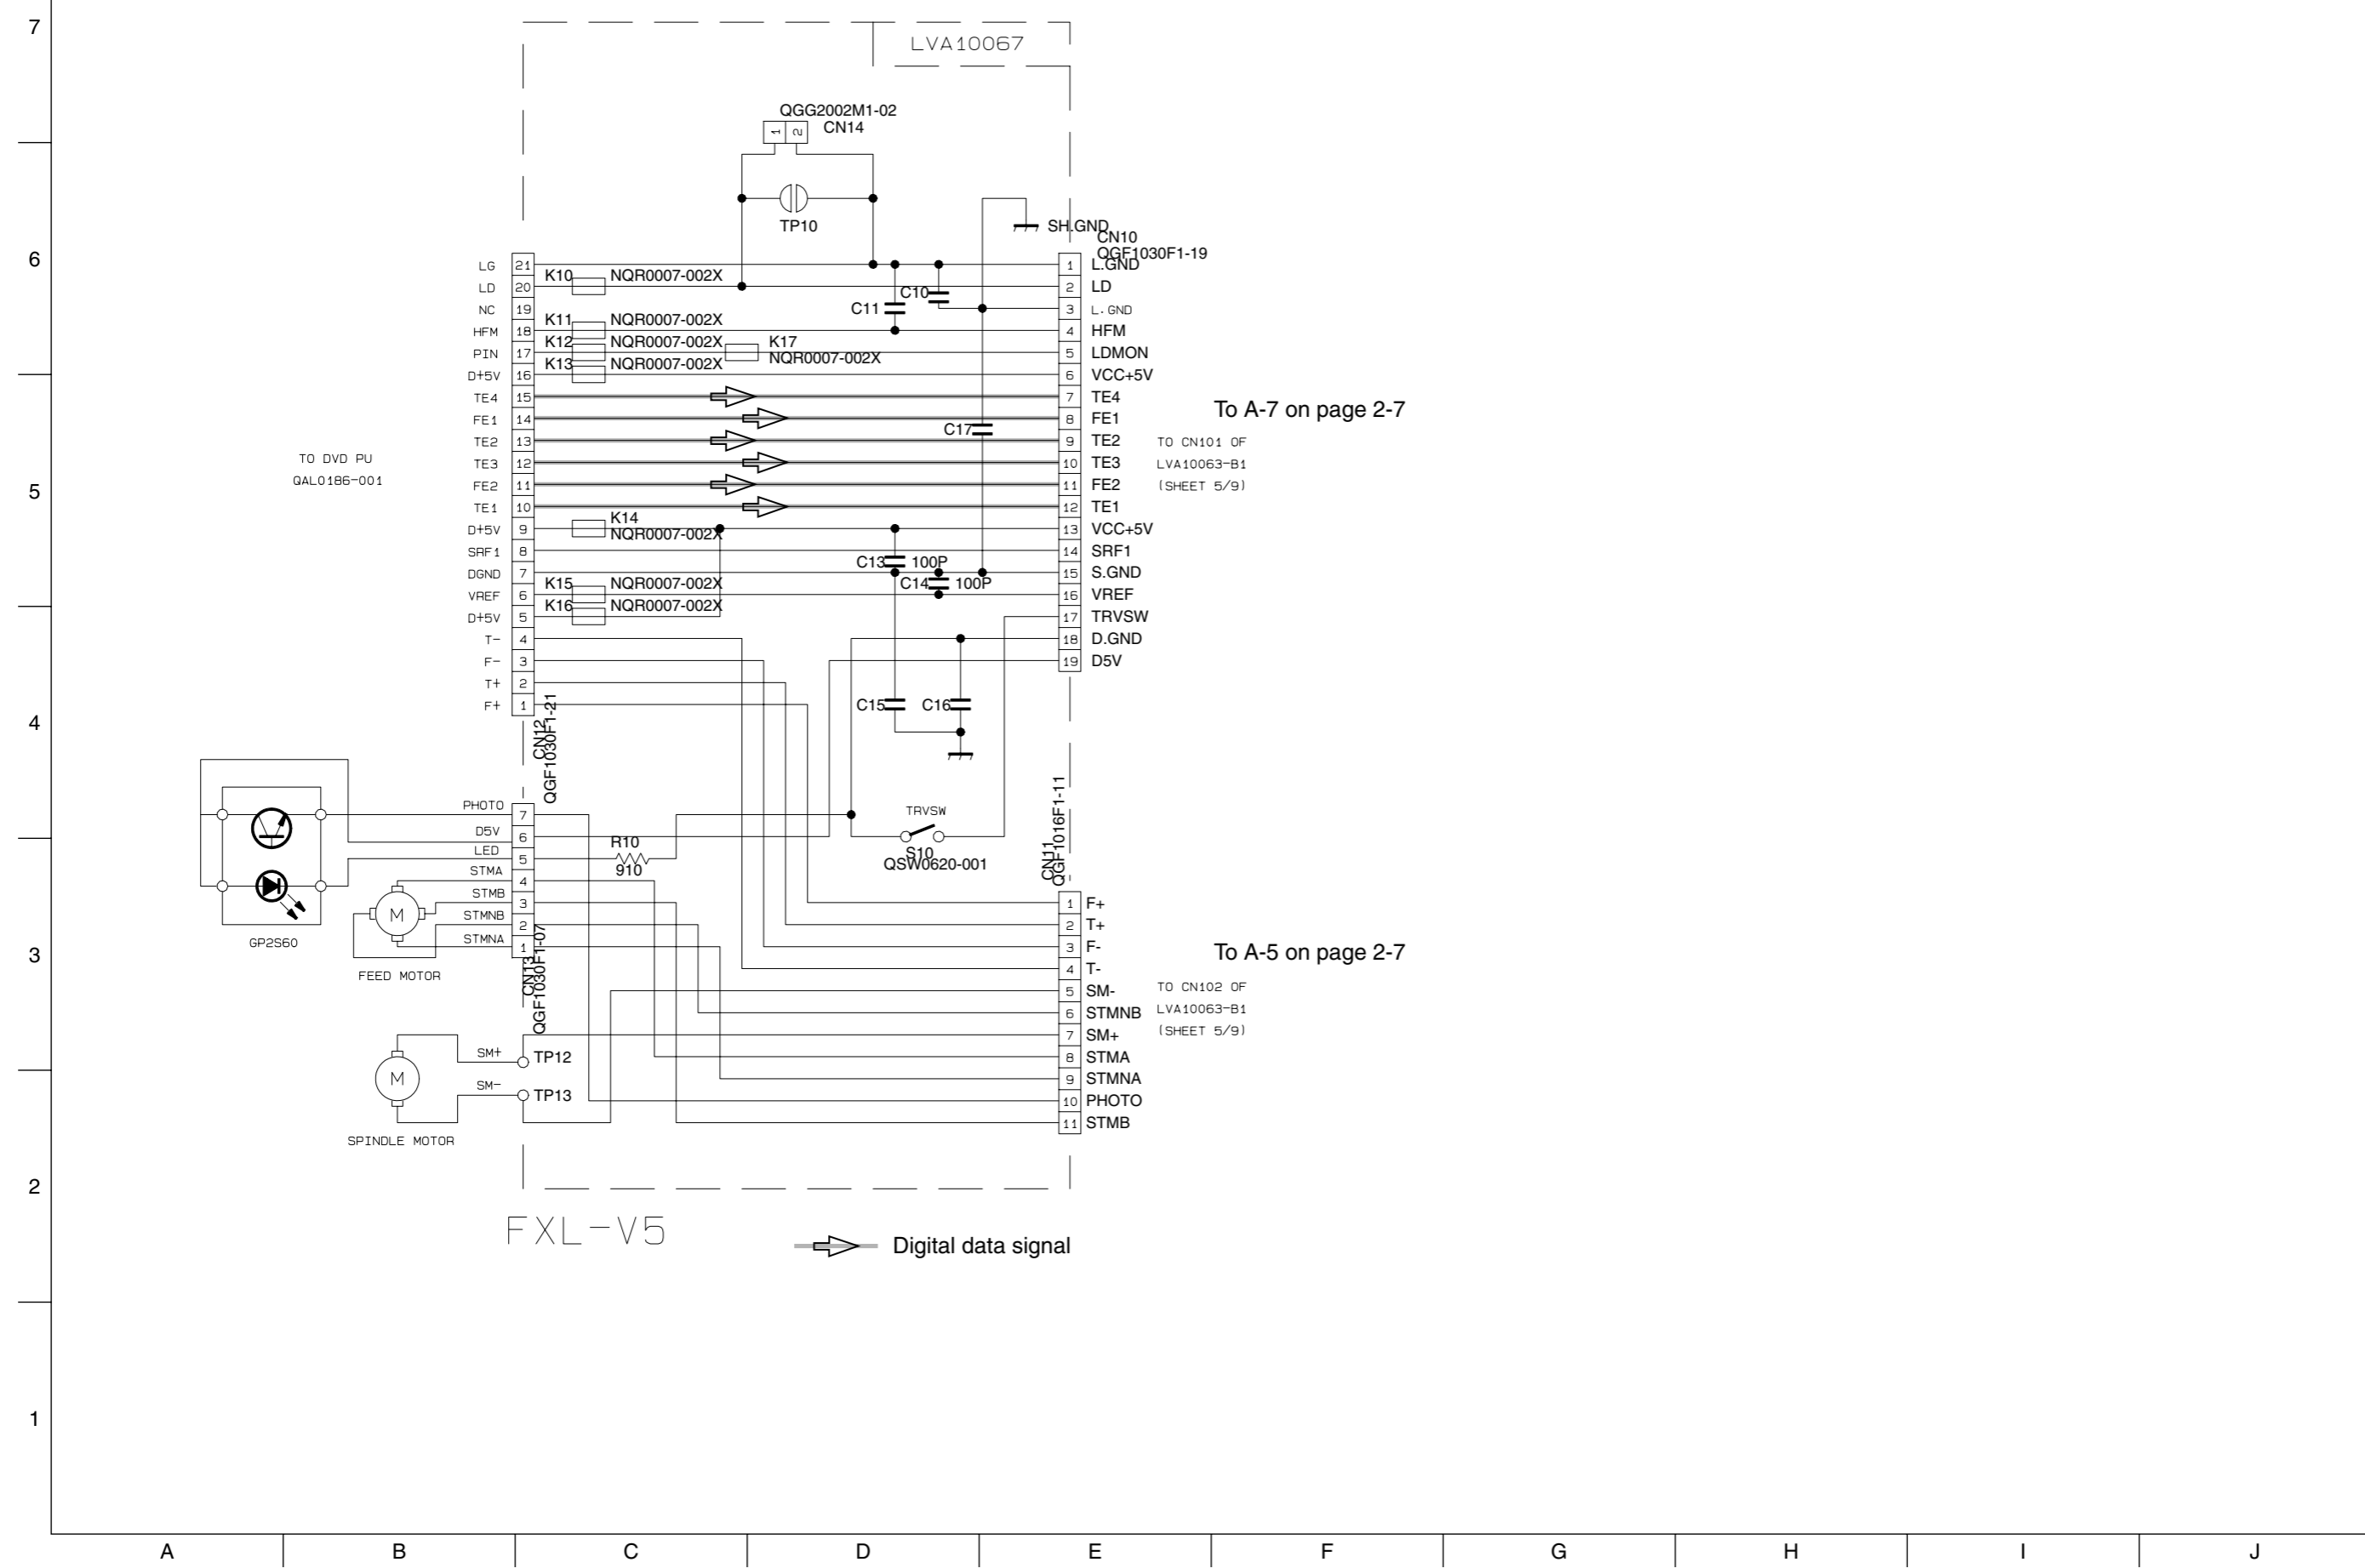 7
LVA10067
QGG2002M1-02
CN14
1 2
TP10
SH.GND
CN10
QGF1030F1-19
6
LG 21
K10 NQR0007-002X
1 L.GND
LD 20
C10
2 LD
NC 19
C11
3 L.GND
HFM 18
K11 NQR0007-002X
4 HFM
PIN 17
K12 NQR0007-002X
K17
NQR0007-002X
5 LDMON
D+5V 16
K13 NQR0007-002X
6 VCC+5V
TE4 15
7 TE4
To A-7 on page 2-7
FE1 14
C17
8 FE1
TE2 13
9 TE2
TO CN101 OF
LVA10063-B1
(SHEET 5/9)
TO DVD PU
QAL0186-001
TE3 12
10 TE3
5
FE2 11
11 FE2
TE1 10
12 TE1
D+5V 9
K14
NQR0007-002X
13 VCC+5V
SRF1 8
14 SRF1
C13 100P
DGND 7
15 S.GND
C14 100P
VREF 6
K15 NQR0007-002X
16 VREF
D+5V 5
K16 NQR0007-002X
17 TRVSW
T- 4
18 D.GND
F- 3
19 D5V
T+ 2
F+ 1
C15
C16
4
CN12
QGF1030F1-21
PHOTO 7
D5V 6
LED 5
STMA 4
STMB 3
STMNB 2
STMNA 1
R10
910
TRVSW
S10
QSW0620-001
CN11
QGF1016F1-11
GP2S60
M
FEED MOTOR
CN13
QGF1030F1-07
3
1 F+
2 T+
3 F-
4 T-
5 SM-
6 STMNB
7 SM+
8 STMA
9 STMNA
10 PHOTO
11 STMB
To A-5 on page 2-7
TO CN102 OF
LVA10063-B1
(SHEET 5/9)
SM+ TP12
M
SM- TP13
SPINDLE MOTOR
2
FXL-V5
Digital data signal
1
A B C D E F G H I J